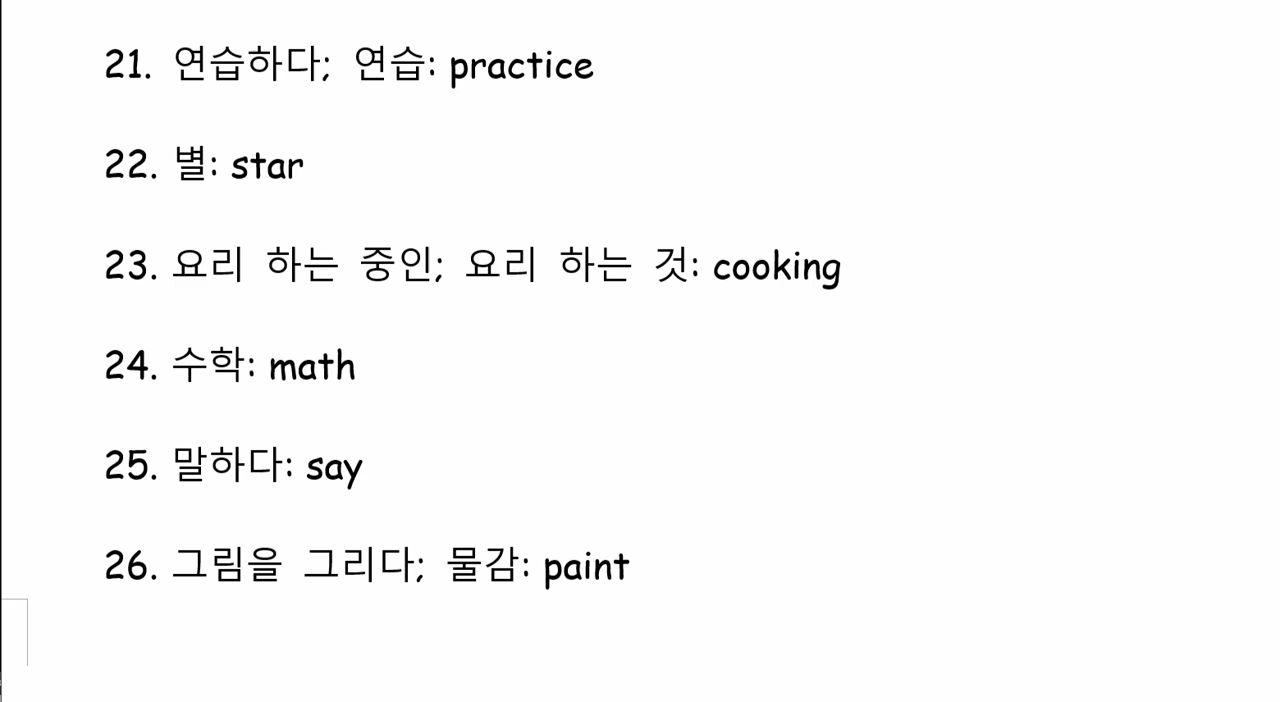 21. 연습하다; 연습: practice
22. 별: star
23. 요리 하는 중인; 요리 하는 것: cooking
24. 수학: math
25. 말하다: say
26. 그림을 그리다; 물감: paint